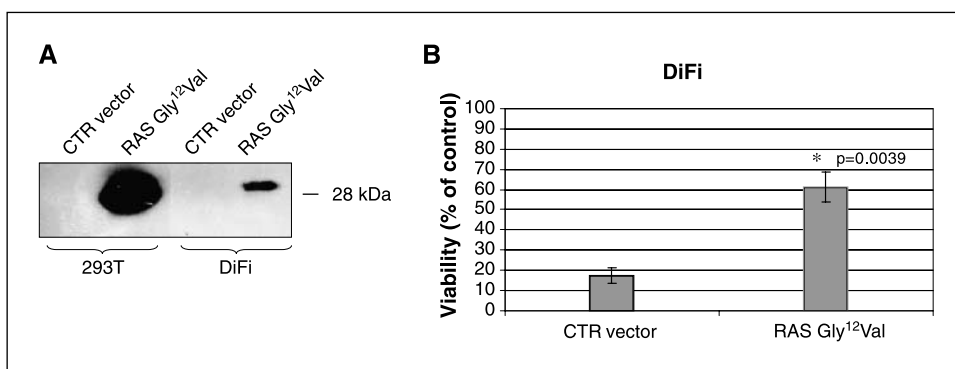 A
CTR vector
RAS Gly¹²Val
CTR vector
RAS Gly¹²Val
28 kDa
293T
DiFi
B
DiFi
Viability (% of control)
100
90
80
70
60
50
40
30
20
10
0
* p=0.0039
CTR vector
RAS Gly¹²Val